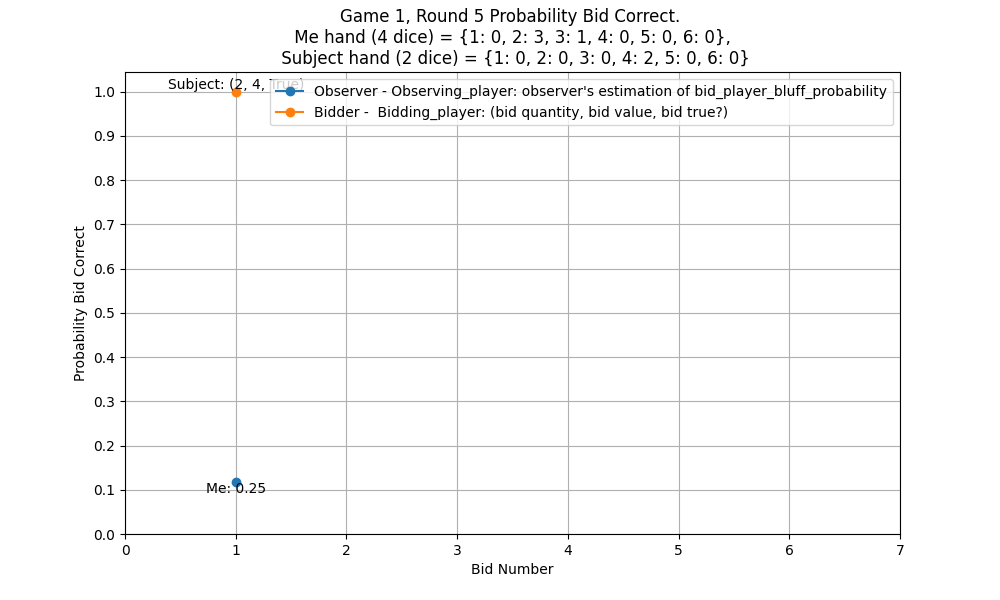 Game 1, Round 5 Probability Bid Correct.
Me hand (4 dice) = {1: 0, 2: 3, 3: 1, 4: 0, 5: 0, 6: 0},
Subject hand (2 dice) = {1: 0, 2: 0, 3: 0, 4: 2, 5: 0, 6: 0}
Subject: (2, 4, True)
Observer - Observing_player: observer's estimation of bid_player_bluff_probability
Bidder - Bidding_player: (bid quantity, bid value, bid true?)
1.0
0.9
0.8
0.7
0.6
0.5
0.4
0.3
0.2
0.1
0.0
Probability Bid Correct
Me: 0.25
0 1 2 3 4 5 6 7
Bid Number